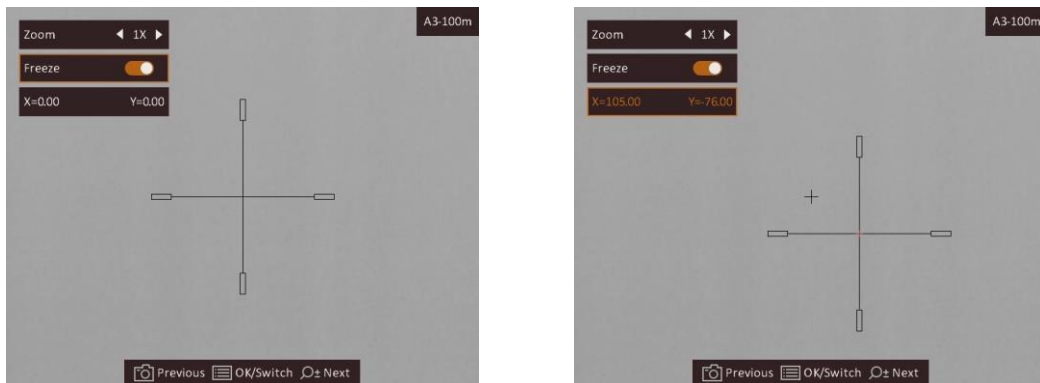 A3-100m
Zoom 1X
Freeze
X=0.00 Y=0.00
Previous OK/Switch Next
A3-100m
Zoom 1X
Freeze
X=105.00 Y=-76.00
Previous OK/Switch Next